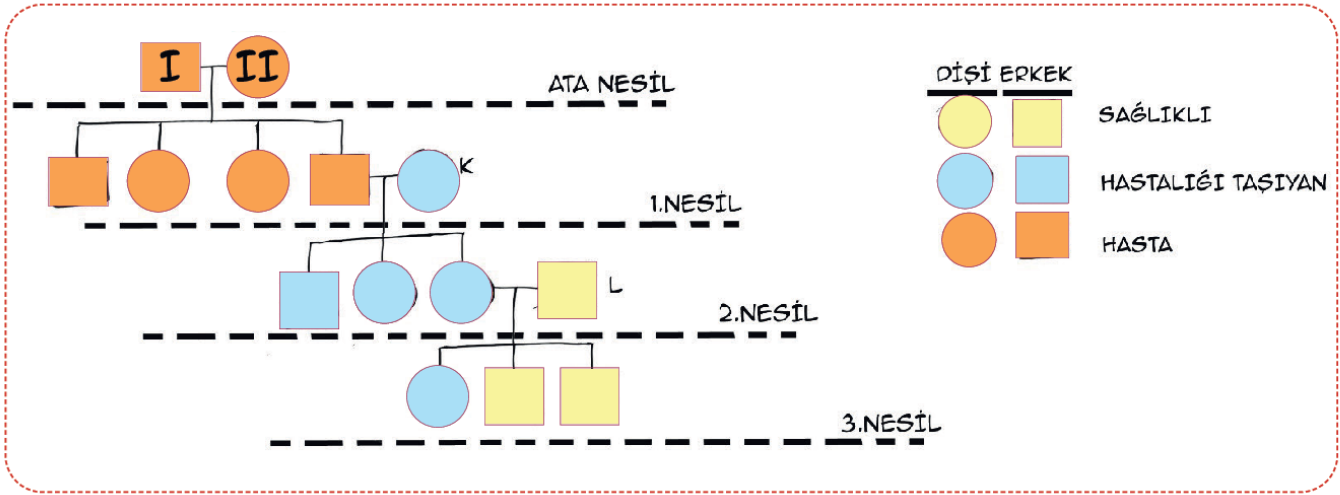 I II
ATA NESİL
K
1.NESİL
L
2.NESİL
3.NESİL
DİŞİ ERKEK
SAĞLIKLI
HASTALIĞI TAŞIYAN
HASTA